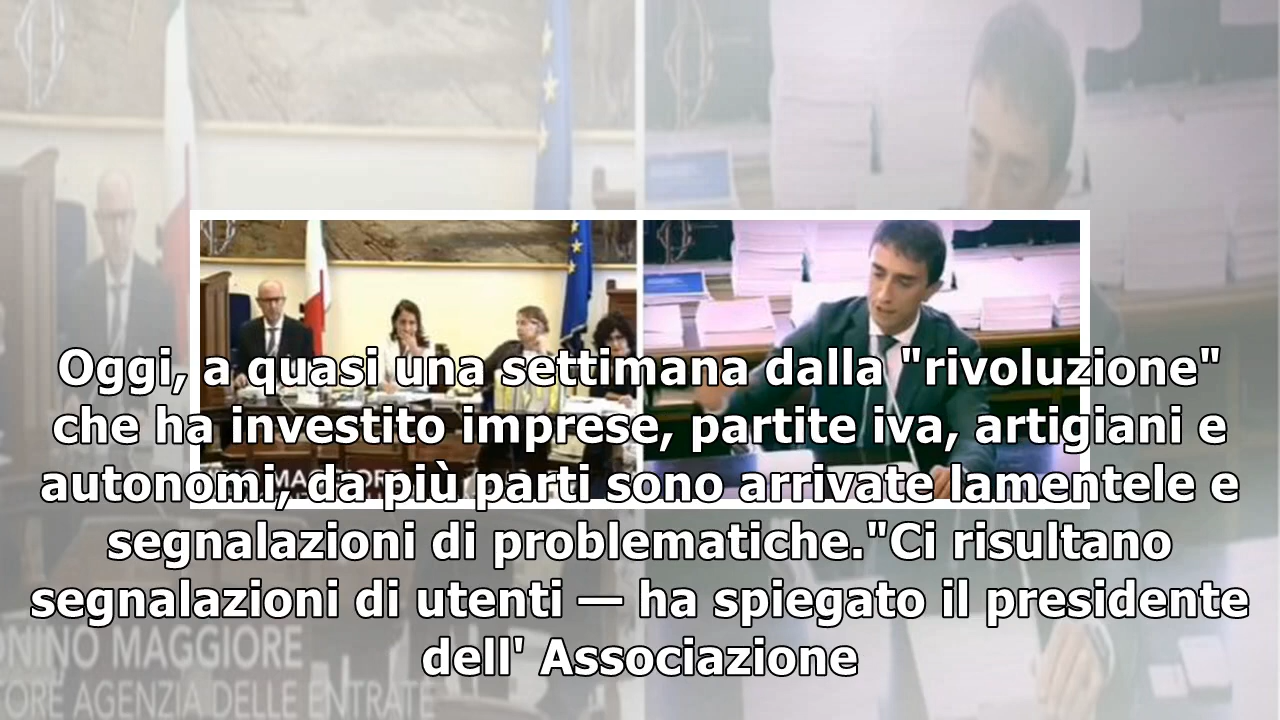 Oggi, a quasi una settimana dalla "rivoluzione"
che ha investito imprese, partite iva, artigiani e
autonomi, da più parti sono arrivate lamentele e
segnalazioni di problematiche."Ci risultano
segnalazioni di utenti — ha spiegato il presidente
dell' Associazione
ONINO MAGGIORE
TORE AGENZIA DELLE ENTRATE